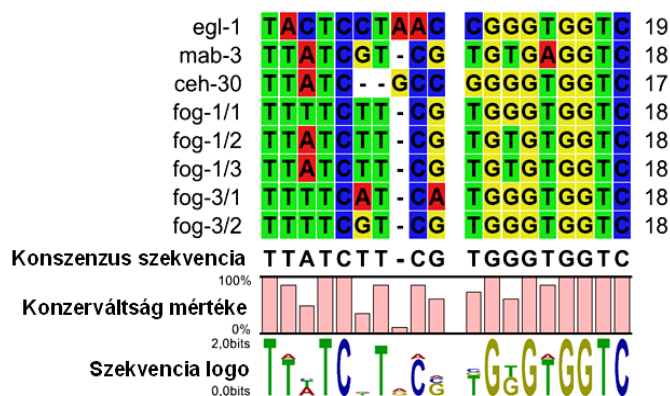 egl-1 TACTCCTAAC CGGGTGGTC 19
mab-3 TTATCGT-CG TGTGAGGTC 18
ceh-30 TTATC--GCC GGGGTGGTC 17
fog-1/1 TTTTCTT-CG TGGGTGGTC 18
fog-1/2 TTATCTT-CG TGTGTGGTC 18
fog-1/3 TTATCTT-CG TGTGTGGTC 18
fog-3/1 TTTTCAT-CA TGGGTGGTC 18
fog-3/2 TTTTCGT-CG TGGGTGGTC 18
Konszenzus szekvencia TTATCTT-CG TGGGTGGTC
100%
Konzerváltság mértéke
0%
2,0bits
Szekvencia logo TTATC T CG TGGGTGGTC
0.0bits